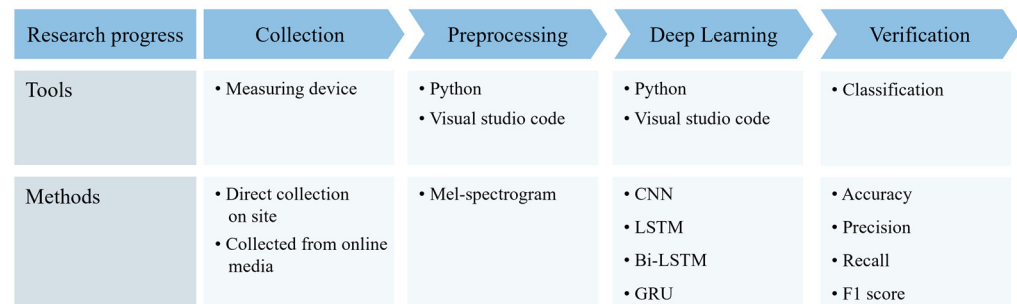 Research progress
Collection
Preprocessing
Deep Learning
Verification
Tools
• Measuring device
• Python
• Visual studio code
• Python
• Visual studio code
• Classification
Methods
• Direct collection
on site
• Collected from online
media
• Mel-spectrogram
• CNN
• LSTM
• Bi-LSTM
• GRU
• Accuracy
• Precision
• Recall
• F1 score